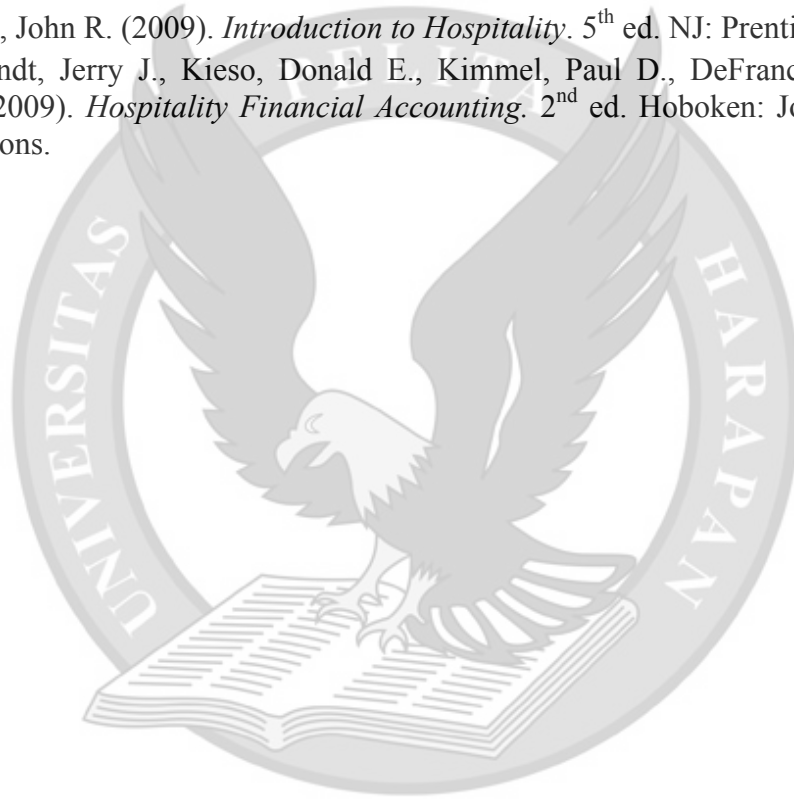 , John R. (2009). Introduction to Hospitality. 5th ed. NJ: Prenti
ndt, Jerry J., Kieso, Donald E., Kimmel, Paul D., DeFranc
2009). Hospitality Financial Accounting. 2nd ed. Hoboken: Jo
ons.
UNIVERSITAS PELITA HARAPAN